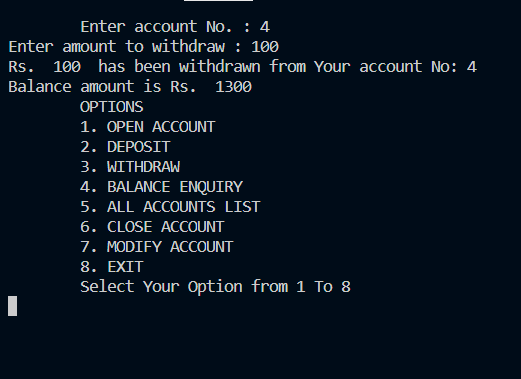 Enter account No. : 4
Enter amount to withdraw : 100
Rs.  100  has been withdrawn from Your account No: 4
Balance amount is Rs.  1300
OPTIONS
1. OPEN ACCOUNT
2. DEPOSIT
3. WITHDRAW
4. BALANCE ENQUIRY
5. ALL ACCOUNTS LIST
6. CLOSE ACCOUNT
7. MODIFY ACCOUNT
8. EXIT
Select Your Option from 1 To 8